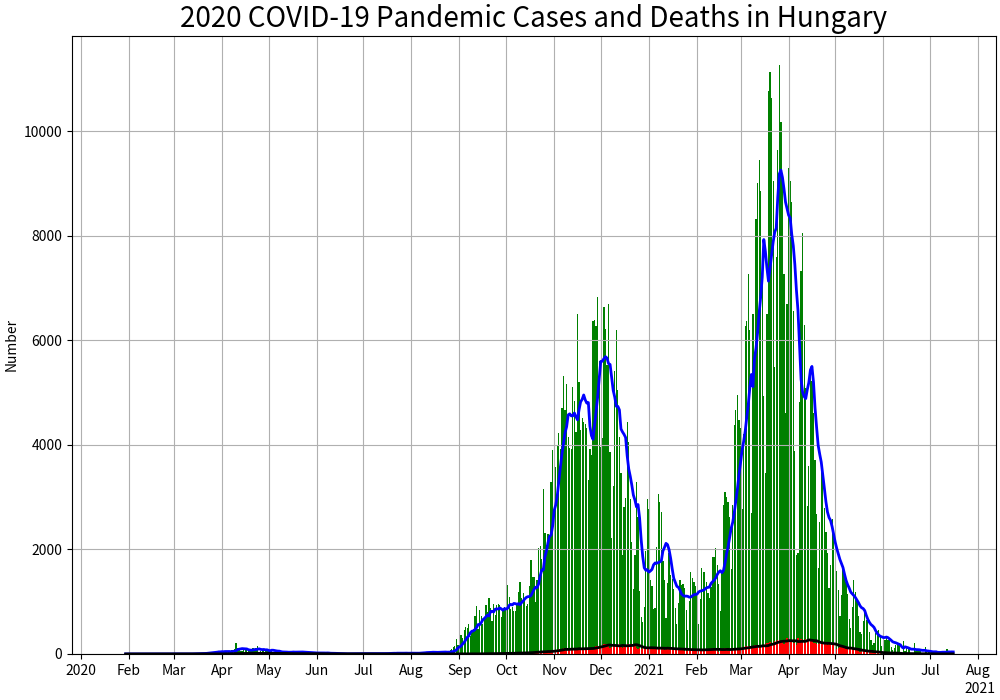 2020 COVID-19 Pandemic Cases and Deaths in Hungary
Number
10000
8000
6000
4000
2000
0
2020 Feb Mar Apr May Jun Jul Aug Sep Oct Nov Dec 2021 Feb Mar Apr May Jun Jul Aug
2021